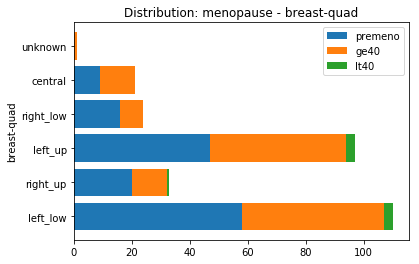 Distribution: menopause - breast-quad
premeno
ge40
lt40
breast-quad
unknown
central
right_low
left_up
right_up
left_low
0 20 40 60 80 100